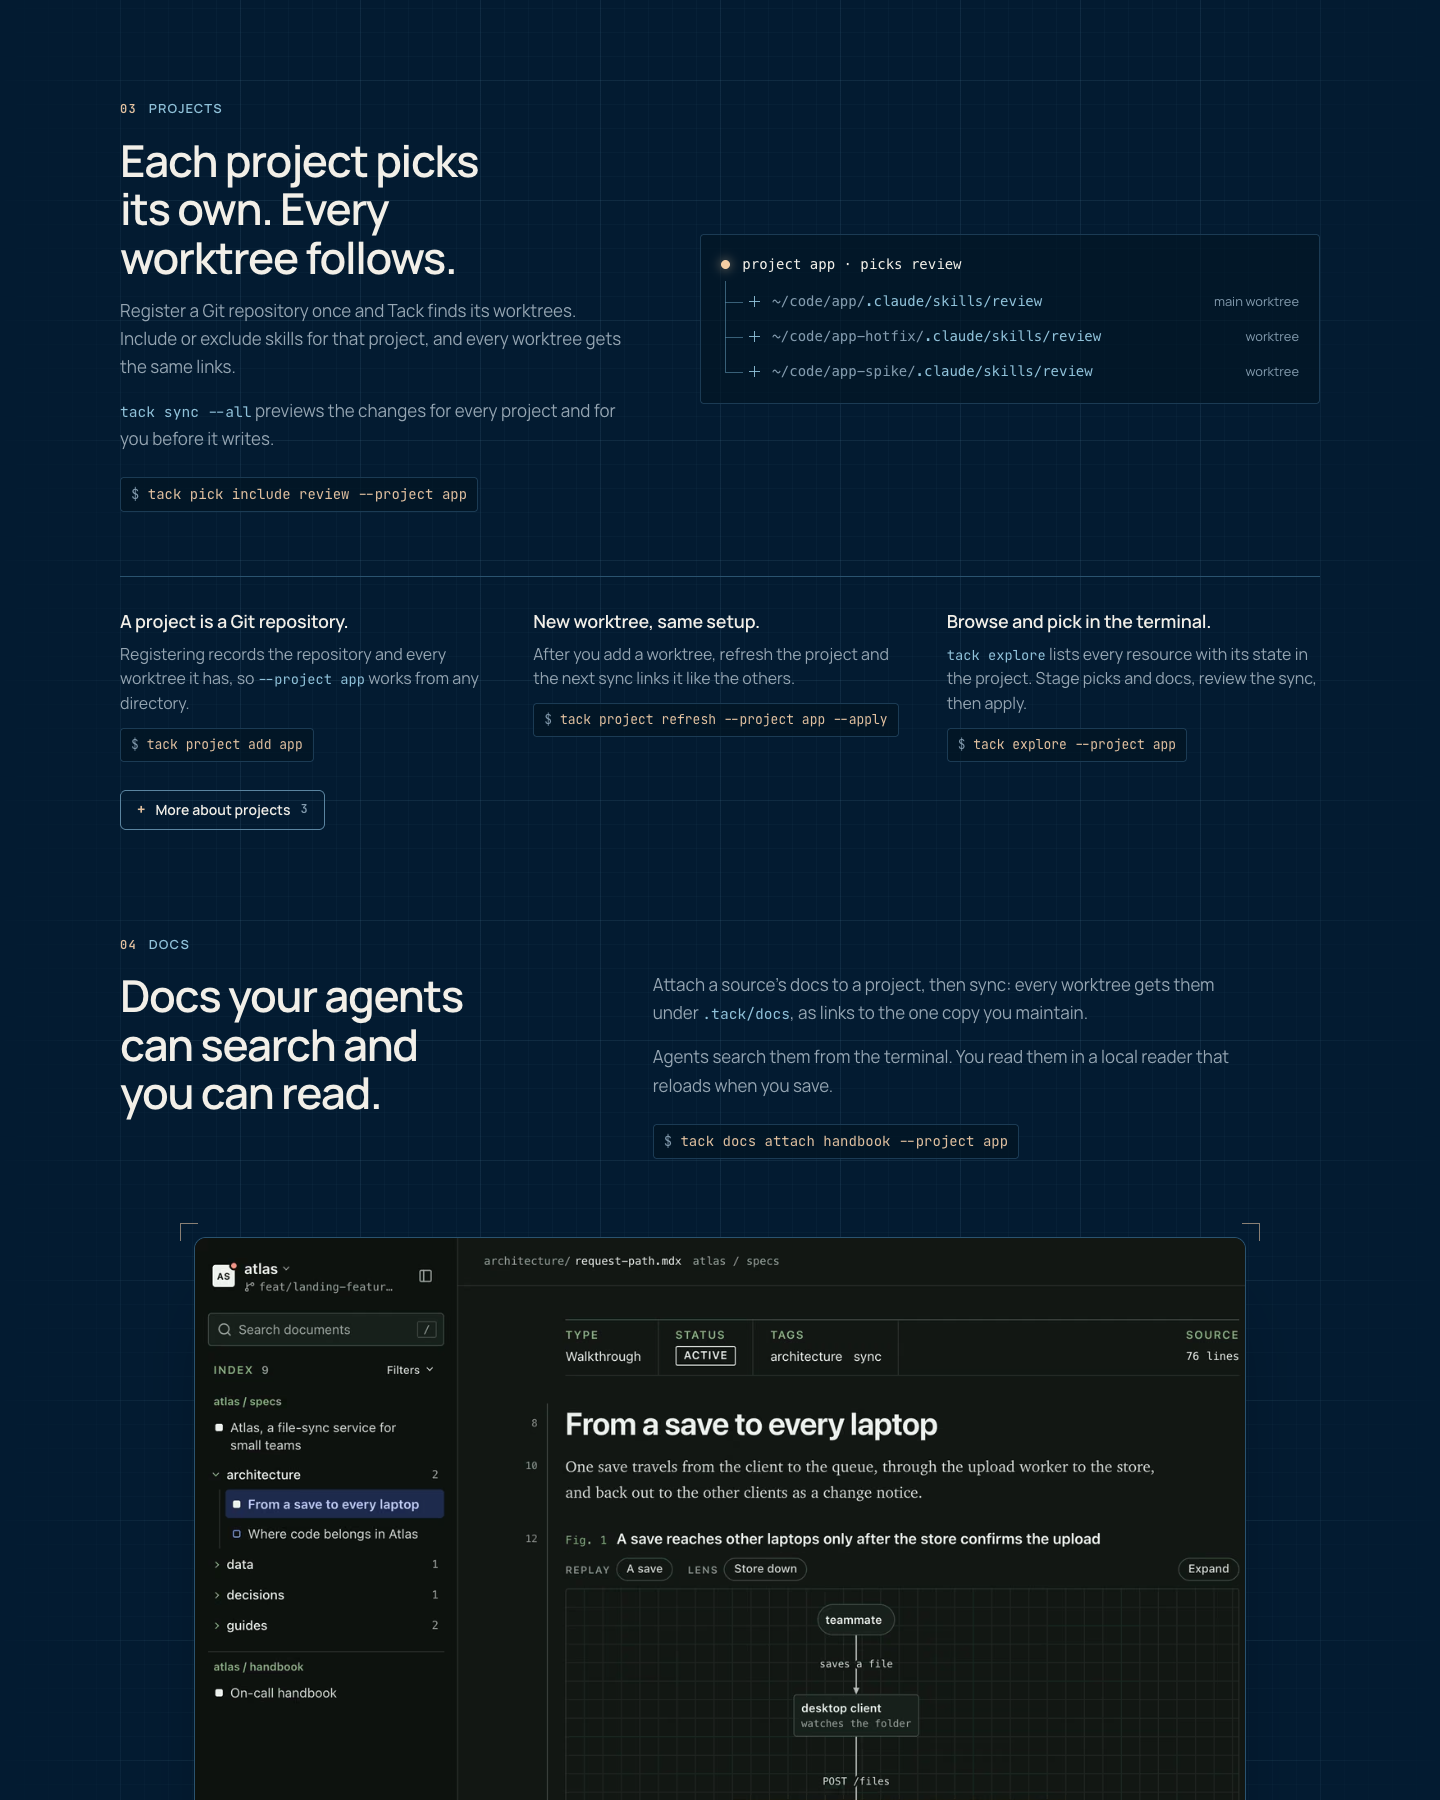 03 PROJECTS
Each project picks
its own. Every
worktree follows.
Register a Git repository once and Tack finds its worktrees.
Include or exclude skills for that project, and every worktree gets
the same links.
tack sync --all previews the changes for every project and for
you before it writes.
$ tack pick include review --project app
project app · picks review
~/code/app/.claude/skills/review main worktree
~/code/app-hotfix/.claude/skills/review worktree
~/code/app-spike/.claude/skills/review worktree
A project is a Git repository.
Registering records the repository and every
worktree it has, so --project app works from any
directory.
$ tack project add app
New worktree, same setup.
After you add a worktree, refresh the project and
the next sync links it like the others.
$ tack project refresh --project app --apply
Browse and pick in the terminal.
tack explore lists every resource with its state in
the project. Stage picks and docs, review the sync,
then apply.
$ tack explore --project app
+ More about projects 3
04 DOCS
Docs your agents
can search and
you can read.
Attach a source's docs to a project, then sync: every worktree gets them
under .tack/docs, as links to the one copy you maintain.
Agents search them from the terminal. You read them in a local reader that
reloads when you save.
$ tack docs attach handbook --project app
AS
atlas
feat/landing-featur…
Search documents /
INDEX 9 Filters
atlas / specs
Atlas, a file-sync service for
small teams
architecture 2
From a save to every laptop
Where code belongs in Atlas
data 1
decisions 1
guides 2
atlas / handbook
On-call handbook
architecture/ request-path.mdx atlas / specs
TYPE
Walkthrough
STATUS
ACTIVE
TAGS
architecture sync
SOURCE
76 lines
8 From a save to every laptop
10 One save travels from the client to the queue, through the upload worker to the store,
and back out to the other clients as a change notice.
12 Fig. 1 A save reaches other laptops only after the store confirms the upload
REPLAY A save LENS Store down Expand
teammate
saves a file
desktop client
watches the folder
POST /files